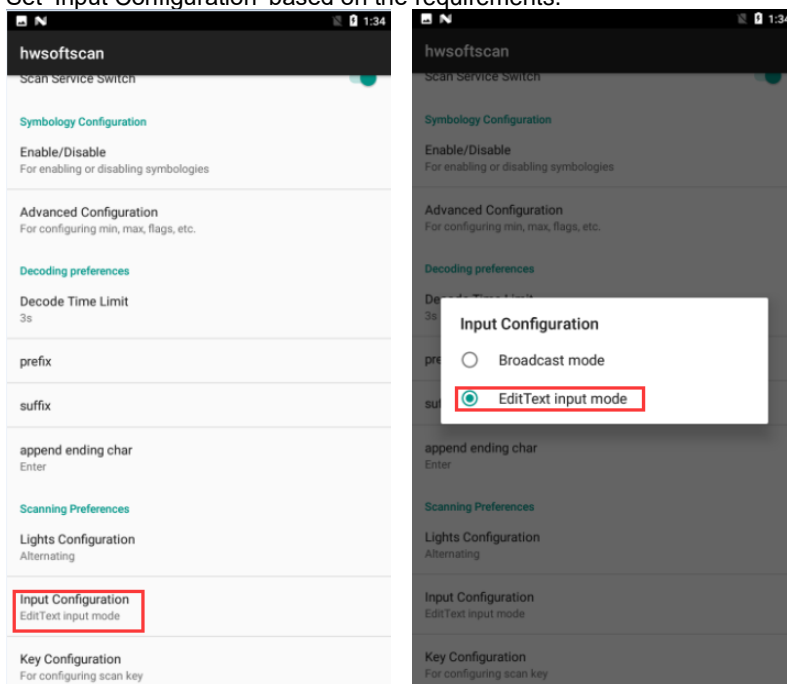 Set 'Input Configuration' based on the requirements.
1:34
hwsoftscan
Scan Service Switch
Symbology Configuration
Enable/Disable
For enabling or disabling symbologies
Advanced Configuration
For configuring min, max, flags, etc.
Decoding preferences
Decode Time Limit
3s
prefix
suffix
append ending char
Enter
Scanning Preferences
Lights Configuration
Alternating
Input Configuration
EditText input mode
Key Configuration
For configuring scan key
1:34
hwsoftscan
Scan Service Switch
Symbology Configuration
Enable/Disable
For enabling or disabling symbologies
Advanced Configuration
For configuring min, max, flags, etc.
Decoding preferences
Decode Time Limit
3s
Input Configuration
Broadcast mode
EditText input mode
append ending char
Enter
Scanning Preferences
Lights Configuration
Alternating
Input Configuration
EditText input mode
Key Configuration
For configuring scan key